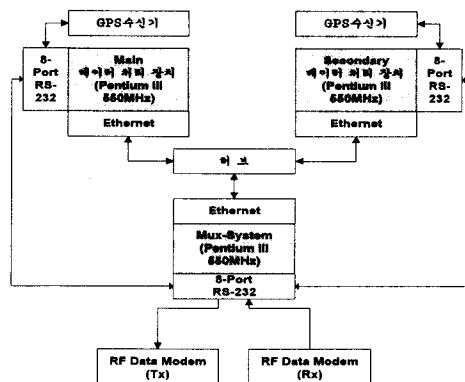 GPS수신기
GPS수신기
8-
Port
RS-
232
Main
데이터 처리 장치
(Pentium III
550MHz)
Ethernet
Secondary
데이터 처리 장치
(Pentium III
550MHz)
Ethernet
8-
Port
RS-
232
허 브
Ethernet
Mux-System
(Pentium III
550MHz)
8-Port
RS-232
RF Data Modem
(Tx)
RF Data Modem
(Rx)